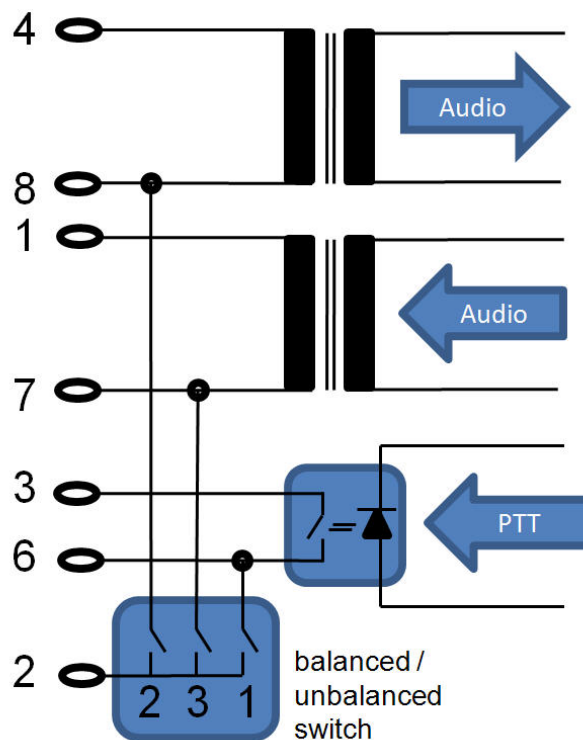 4
Audio
8
1
Audio
7
3
PTT
6
2
2 3 1
balanced /
unbalanced
switch